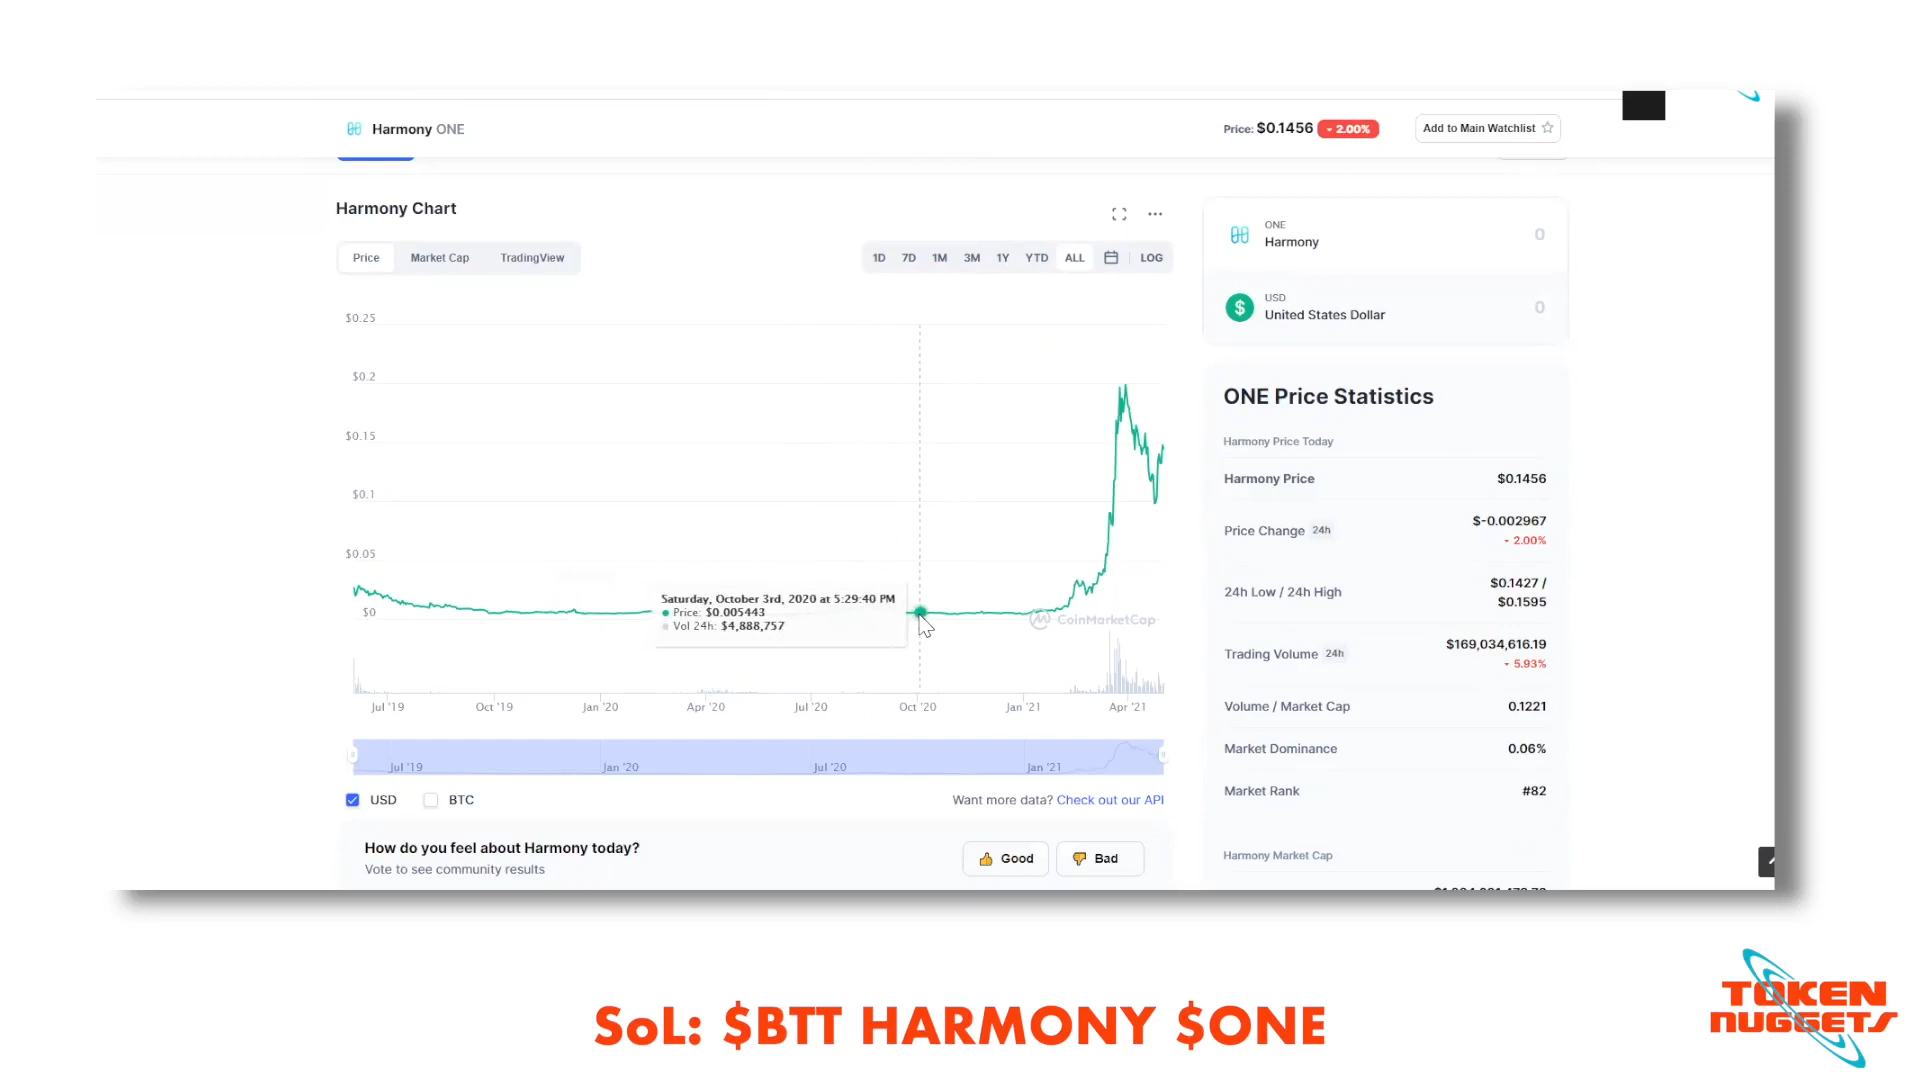 Harmony ONE
Price: $0.1456 2.00%
Add to Main Watchlist
Harmony Chart
Price Market Cap TradingView
1D 7D 1M 3M 1Y YTD ALL LOG
$0.25
$0.2
$0.15
$0.1
$0.05
$0
Saturday, October 3rd, 2020 at 5:29:40 PM
Price: $0.005443
Vol 24h: $4,888,757
CoinMarketCap
Jul '19 Oct '19 Jan '20 Apr '20 Jul '20 Oct '20 Jan '21 Apr '21
Jul '19 Jan '20 Jul '20 Jan '21
USD BTC
Want more data? Check out our API
How do you feel about Harmony today?
Vote to see community results
Good Bad
ONE
Harmony 0
USD
United States Dollar 0
ONE Price Statistics
Harmony Price Today
Harmony Price $0.1456
Price Change 24h $-0.002967
2.00%
24h Low / 24h High $0.1427 /
$0.1595
Trading Volume 24h $169,034,616.19
5.93%
Volume / Market Cap 0.1221
Market Dominance 0.06%
Market Rank #82
Harmony Market Cap
SoL: $BTT HARMONY $ONE
TOKEN
NUGGETS